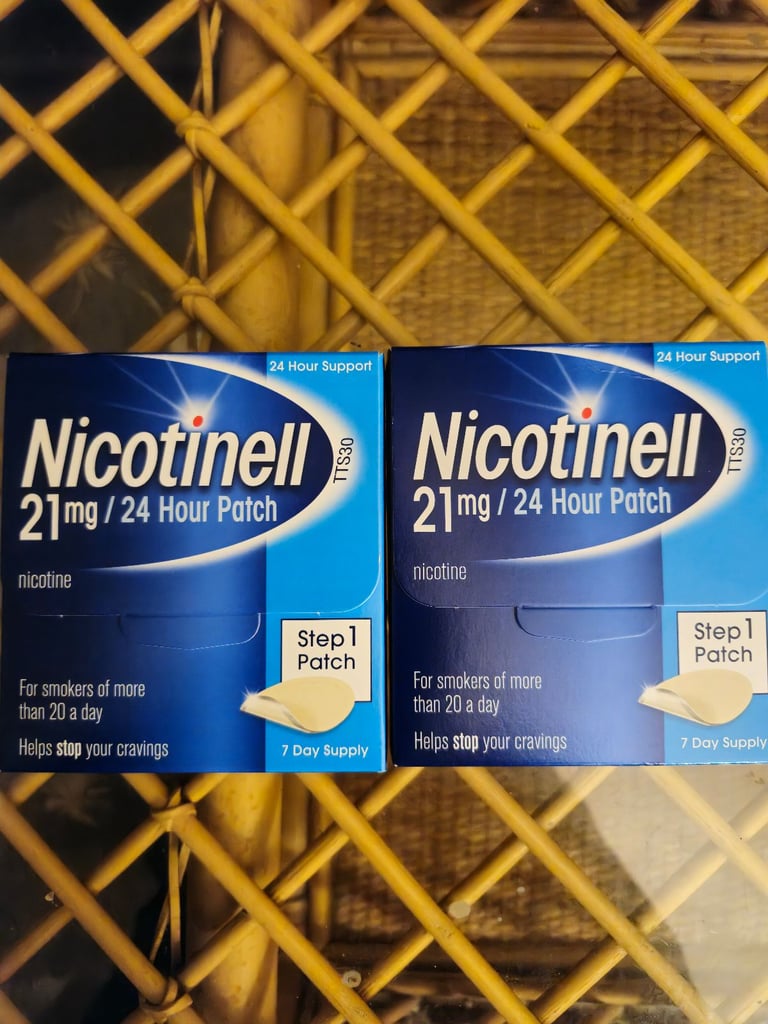 24 Hour Support
Nicotinell
TTS30
21mg / 24 Hour Patch
nicotine
Step 1
Patch
For smokers of more
than 20 a day
Helps stop your cravings
7 Day Supply
24 Hour Support
Nicotinell
TTS30
21mg / 24 Hour Patch
nicotine
Step 1
Patch
For smokers of more
than 20 a day
Helps stop your cravings
7 Day Supply